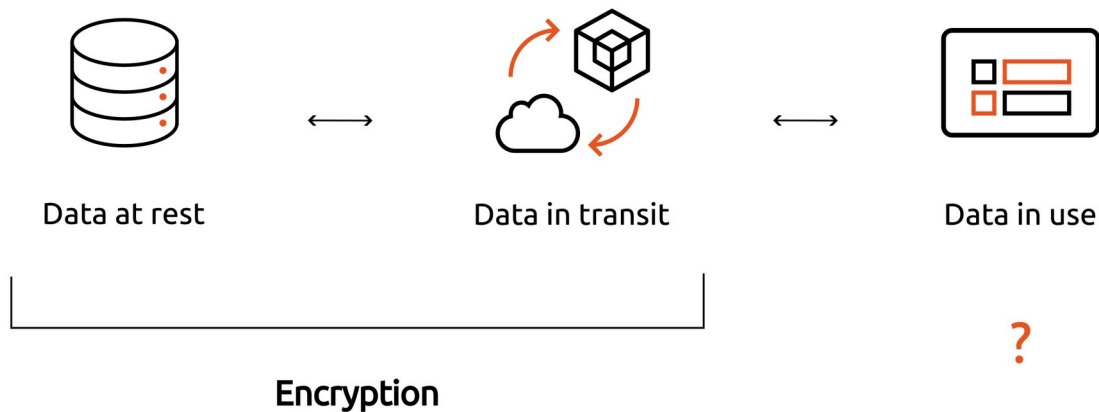 Data at rest
Data in transit
Data in use
?
Encryption